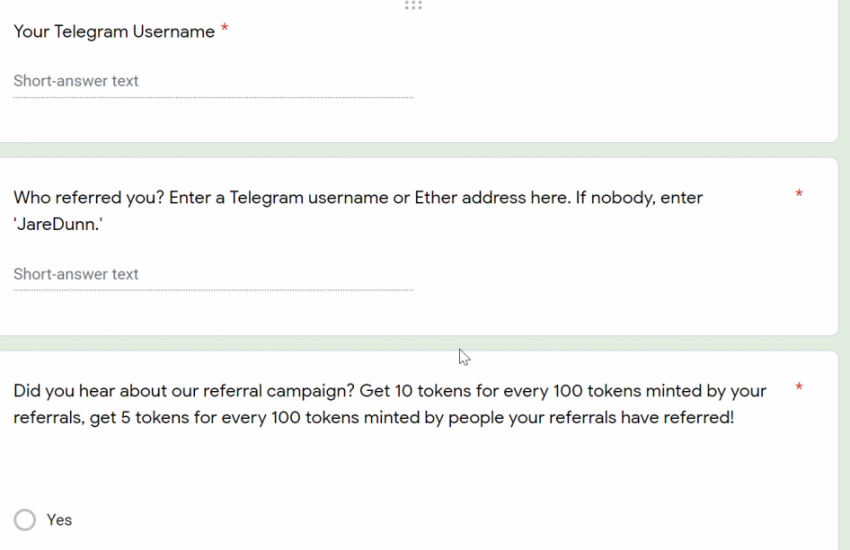 Your Telegram Username *
Short-answer text
Who referred you? Enter a Telegram username or Ether address here. If nobody, enter *
'JareDunn.'
Short-answer text
Did you hear about our referral campaign? Get 10 tokens for every 100 tokens minted by your *
referrals, get 5 tokens for every 100 tokens minted by people your referrals have referred!
Yes